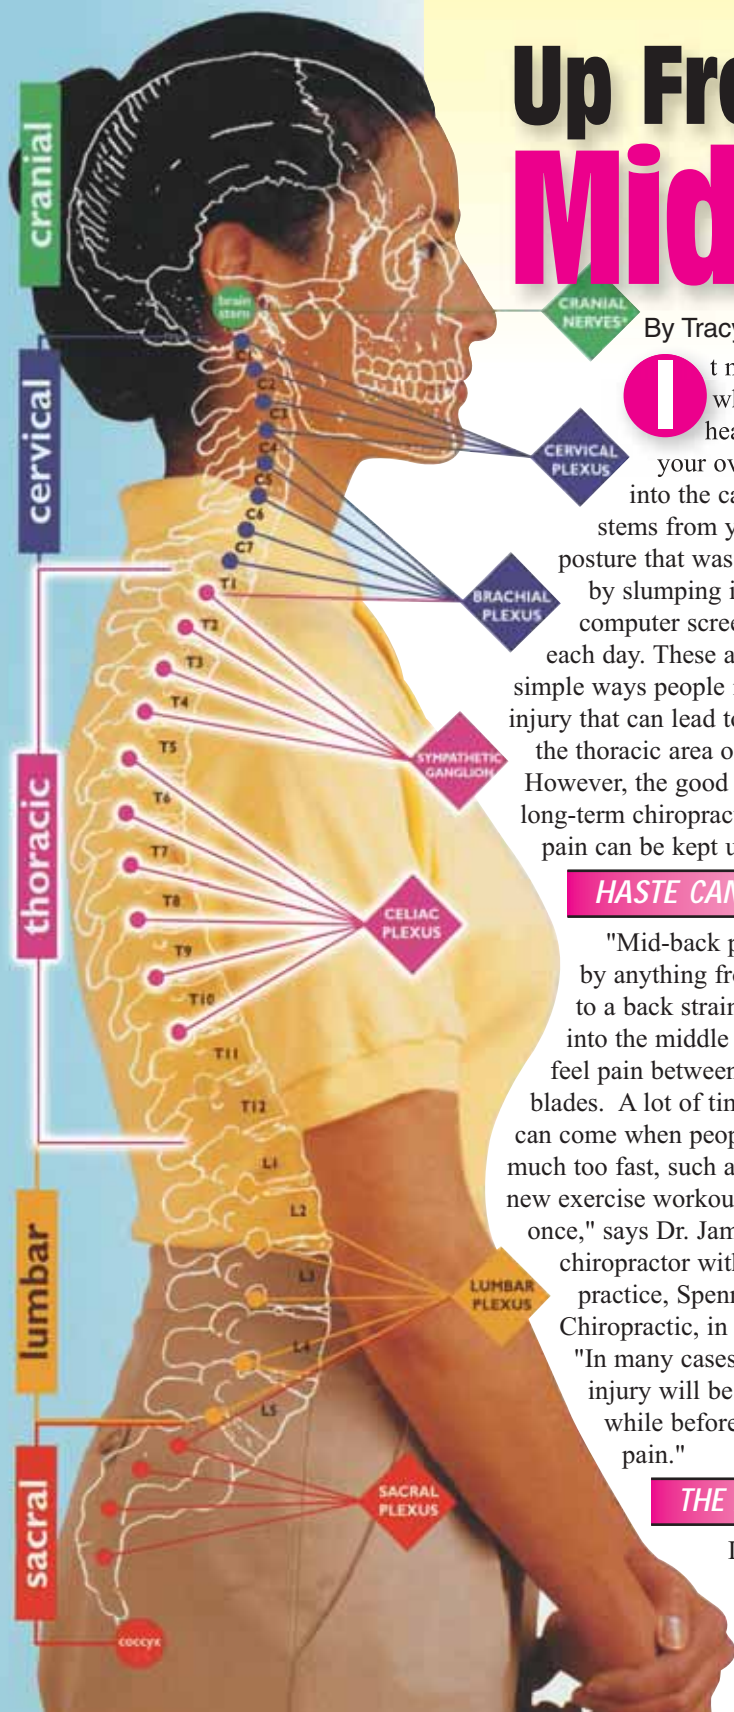 Up Fro
Mid
By Tracy
It m
wh
hea
your ov
into the ca
stems from y
posture that was
by slumping i
computer scree
each day. These a
simple ways people
injury that can lead to
the thoracic area o
However, the good
long-term chiropract
pain can be kept u
HASTE CAN
"Mid-back p
by anything fro
to a back strain
into the middle
feel pain between
blades. A lot of tim
can come when peop
much too fast, such a
new exercise workou
once," says Dr. Jam
chiropractor with
practice, Spenn
Chiropractic, in
"In many cases
injury will be
while before
pain."
THE
I
cranial
brain
stem
CRANIAL
NERVES*
cervical
C1
C2
C3
C4
C5
C6
C7
CERVICAL
PLEXUS
BRACHIAL
PLEXUS
thoracic
T1
T2
T3
T4
T5
T6
T7
T8
T9
T10
T11
T12
SYMPATHETIC
GANGLION
CELIAC
PLEXUS
lumbar
L1
L2
L3
L4
L5
LUMBAR
PLEXUS
sacral
SACRAL
PLEXUS
coccyx